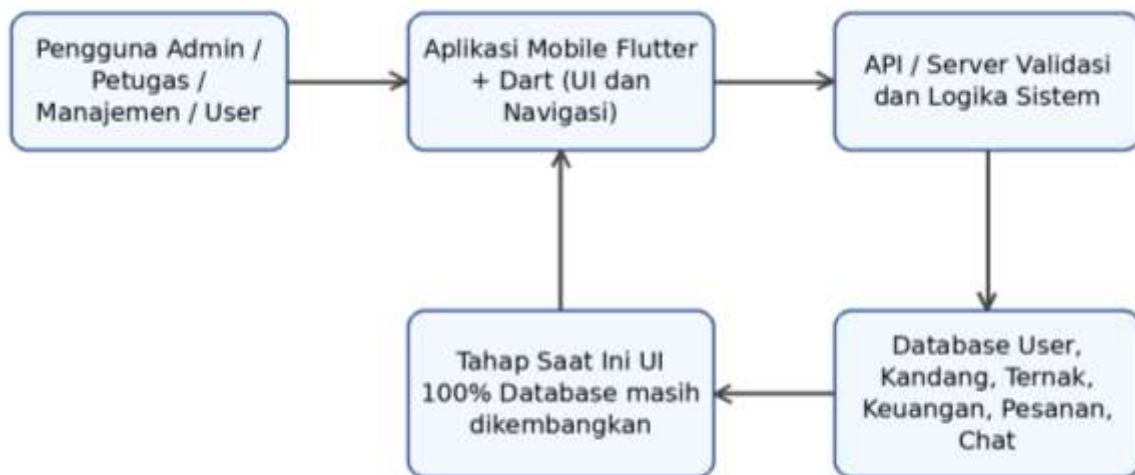 Pengguna Admin /
Petugas /
Manajemen / User
Aplikasi Mobile Flutter
+ Dart (UI dan
Navigasi)
API / Server Validasi
dan Logika Sistem
Tahap Saat Ini UI
100% Database masih
dikembangkan
Database User,
Kandang, Ternak,
Keuangan, Pesanan,
Chat